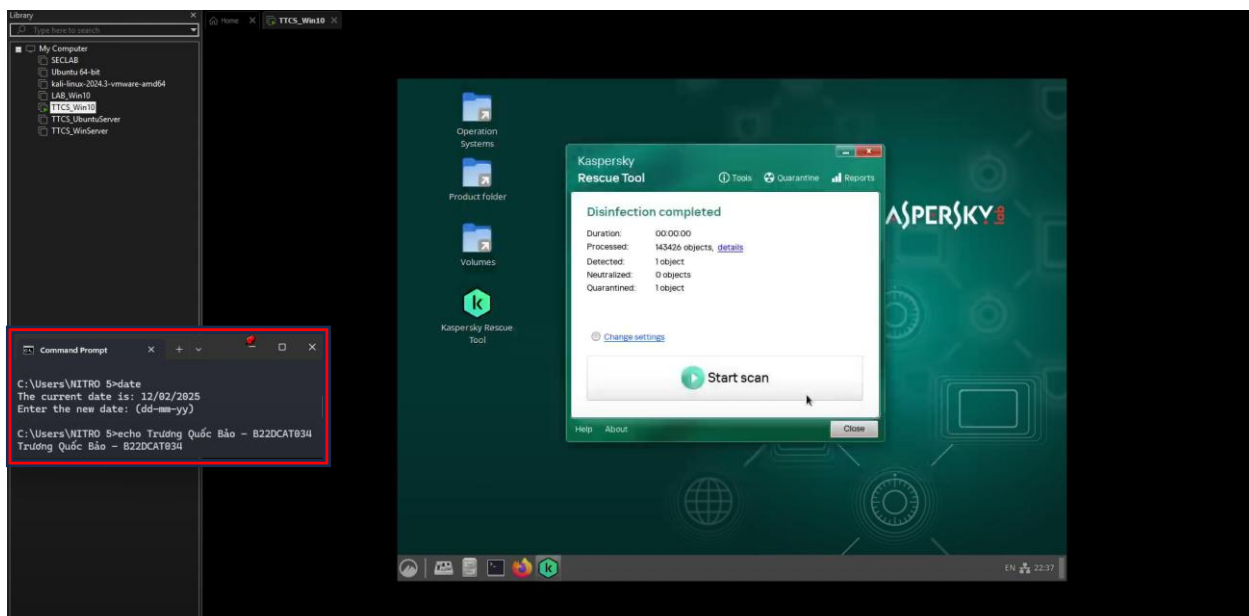 Library
Type here to search
My Computer
SECLAB
Ubuntu 64-bit
kali-linux-2024.3-vmware-amd64
LAB_Win10
TTCS_Win10
TTCS_UbuntuServer
TTCS_WinServer
Home
TTCS_Win10
Operation
Systems
Product folder
Volumes
Kaspersky Rescue
Tool
Kaspersky
Rescue Tool
Tools Quarantine Reports
Disinfection completed
Duration: 00:00:00
Processed: 143426 objects, details
Detected: 1 object
Neutralized: 0 objects
Quarantined: 1 object
Change settings
Start scan
Help About
Close
ASPERSKY lab
EN 22:37
Command Prompt
C:\Users\NITRO 5>date
The current date is: 12/02/2025
Enter the new date: (dd-mm-yy)
C:\Users\NITRO 5>echo Trương Quốc Bảo - B22DCAT034
Trương Quốc Bảo - B22DCAT034